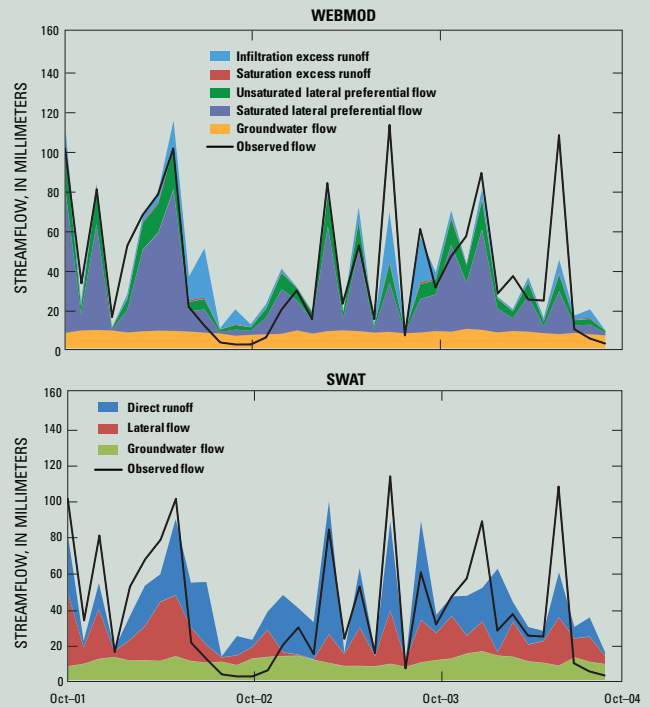 WEBMOD
160
140
120
100
80
60
40
20
0
STREAMFLOW, IN MILLIMETERS
Infiltration excess runoff
Saturation excess runoff
Unsaturated lateral preferential flow
Saturated lateral preferential flow
Groundwater flow
Observed flow
SWAT
160
140
120
100
80
60
40
20
0
STREAMFLOW, IN MILLIMETERS
Direct runoff
Lateral flow
Groundwater flow
Observed flow
Oct–01
Oct–02
Oct–03
Oct–04